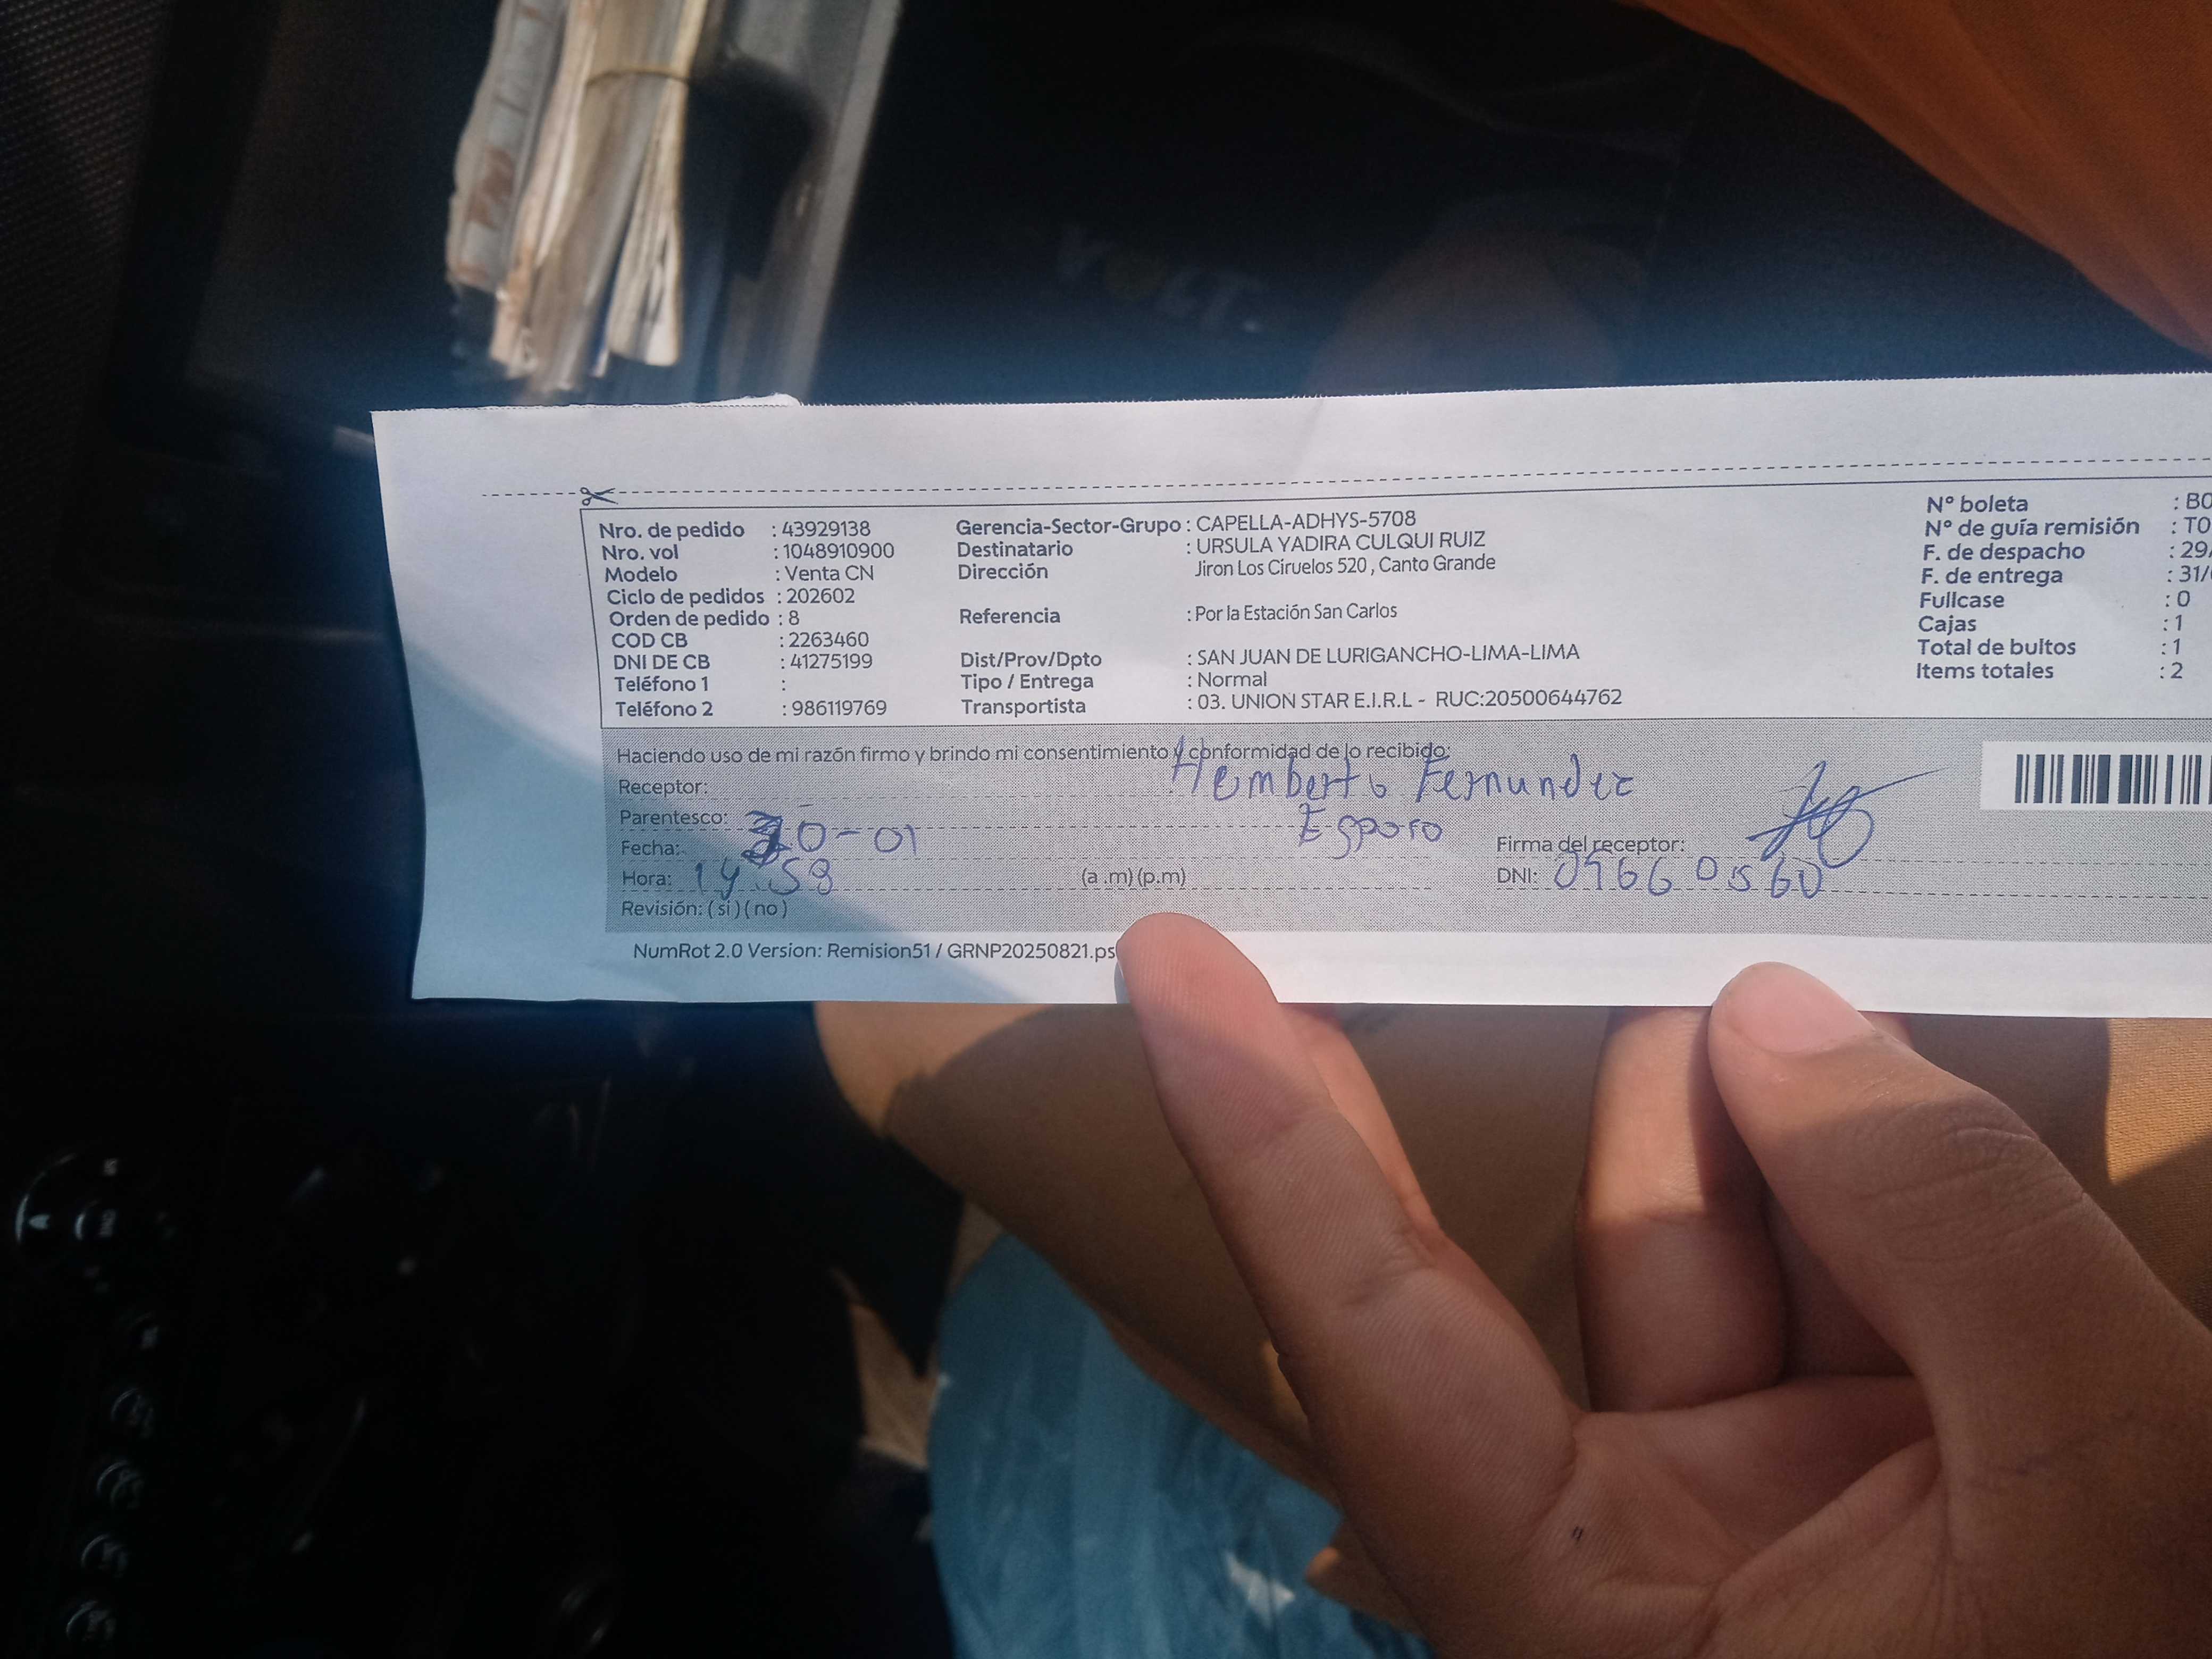 Nro. de pedido : 43929138
Nro. vol : 1048910900
Modelo : Venta CN
Ciclo de pedidos : 202602
Orden de pedido : 8
COD CB : 2263460
DNI DE CB : 41275199
Teléfono 1 :
Teléfono 2 : 986119769
Gerencia-Sector-Grupo : CAPELLA-ADHYS-5708
Destinatario : URSULA YADIRA CULQUI RUIZ
Dirección Jiron Los Ciruelos 520 , Canto Grande
Referencia : Por la Estación San Carlos
Dist/Prov/Dpto : SAN JUAN DE LURIGANCHO-LIMA-LIMA
Tipo / Entrega : Normal
Transportista : 03. UNION STAR E.I.R.L - RUC:20500644762
N° boleta : B0
N° de guía remisión : T0
F. de despacho : 29/
F. de entrega : 31/
Fullcase : 0
Cajas : 1
Total de bultos : 1
Items totales : 2
Haciendo uso de mi razón firmo y brindo mi consentimiento y conformidad de lo recibido:
Receptor: Fernandez
Parentesco: Esposo
Fecha: 30-01
Firma del receptor:
Hora: 14:58 (a .m) (p.m)
DNI: 09660560
Revisión: ( si ) ( no )
NumRot 2.0 Version: Remision51 / GRNP20250821.ps